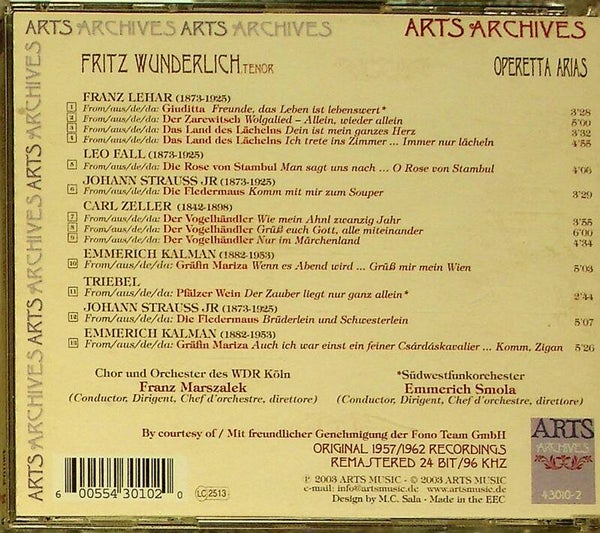 ARTS ARCHIVES ARTS ARCHIVES
ARTS ARCHIVES
ARTS ARCHIVES ARTS ARCHIVES ARTS ARCHIVES
FRITZ WUNDERLICH, TENOR
OPERETTA ARIAS
FRANZ LEHAR (1873-1925)
1 From/aus/de/da: Giuditta Freunde, das Leben ist lebenswert* 3'28
2 From/aus/de/da: Der Zarewitsch Wolgalied – Allein, wieder allein 5'00
3 From/aus/de/da: Das Land des Lächelns Dein ist mein ganzes Herz 3'32
4 From/aus/de/da: Das Land des Lächelns Ich trete ins Zimmer ... Immer nur lächeln 4'55
LEO FALL (1873-1925)
5 From/aus/de/da: Die Rose von Stambul Man sagt uns nach ... O Rose von Stambul 4'06
JOHANN STRAUSS JR (1873-1925)
6 From/aus/de/da: Die Fledermaus Komm mit mir zum Souper 3'29
CARL ZELLER (1842-1898)
7 From/aus/de/da: Der Vogelhändler Wie mein Ahnl zwanzig Jahr 3'55
8 From/aus/de/da: Der Vogelhändler Grüß euch Gott, alle miteinander 6'00
9 From/aus/de/da: Der Vogelhändler Nur im Märchenland 4'34
EMMERICH KALMAN (1882-1953)
10 From/aus/de/da: Gräfin Mariza Wenn es Abend wird ... Grüß mir mein Wien 5'03
TRIEBEL
11 From/aus/de/da: Pfälzer Wein Der Zauber liegt nur ganz allein* 2'44
JOHANN STRAUSS JR (1873-1925)
12 From/aus/de/da: Die Fledermaus Brüderlein und Schwesterlein 5'07
EMMERICH KALMAN (1882-1953)
13 From/aus/de/da: Gräfin Mariza Auch ich war einst ein feiner Csárdáskavalier ... Komm, Zigan 5'26
Chor und Orchester des WDR Köln
Franz Marszalek
(Conductor, Dirigent, Chef d'orchestre, direttore)
*Südwestfunkorchester
Emmerich Smola
(Conductor, Dirigent, Chef d'orchestre, direttore)
By courtesy of / Mit freundlicher Genehmigung der Fono Team GmbH
ORIGINAL 1957/1962 RECORDINGS
REMASTERED 24 BIT/96 KHZ
℗ 2003 ARTS MUSIC - © 2003 ARTS MUSIC
e-mail: info@artsmusic.de www.artsmusic.de
Design by M.C. Sala - Made in the EEC
6 00554 30102 0
LC 2513
ARTS
ARCHIVES
43010-2